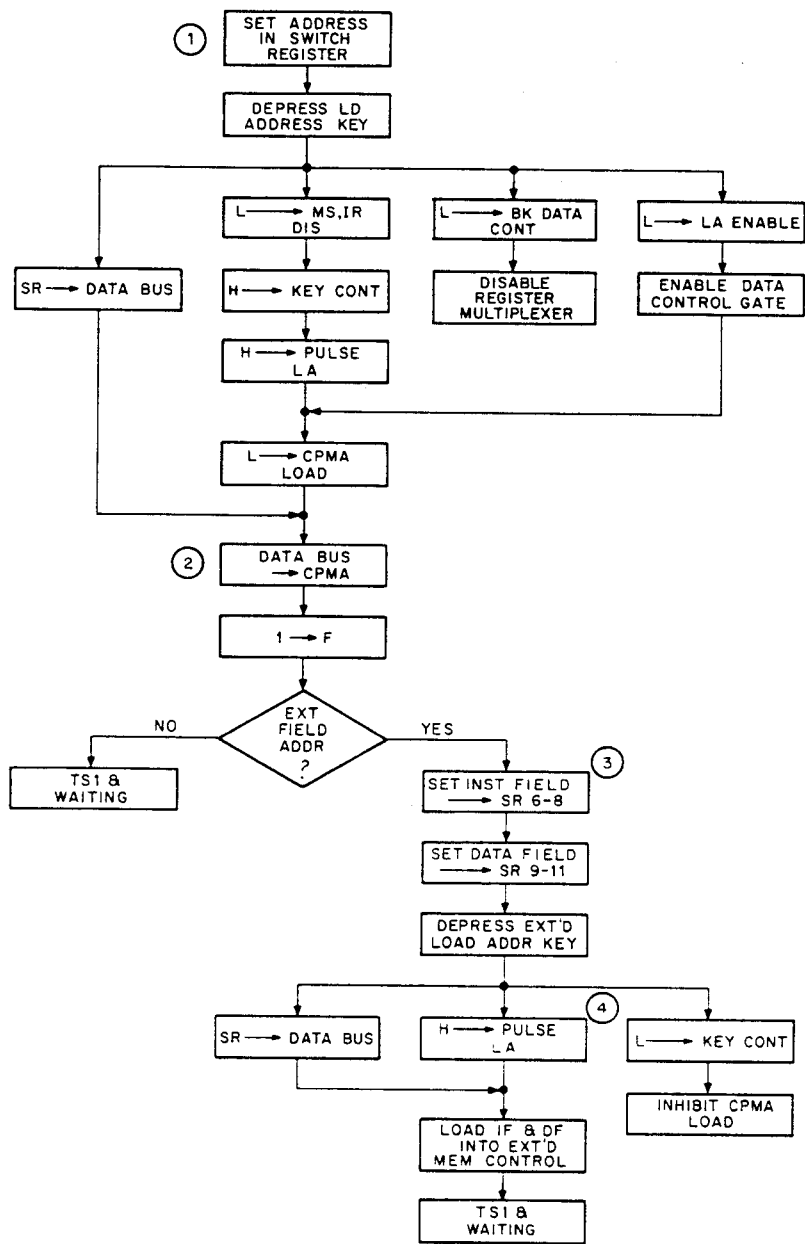 1
SET ADDRESS
IN SWITCH
REGISTER
DEPRESS LD
ADDRESS KEY
L → MS,IR
DIS
L → BK DATA
CONT
L → LA ENABLE
SR → DATA BUS
H → KEY CONT
DISABLE
REGISTER
MULTIPLEXER
ENABLE DATA
CONTROL GATE
H → PULSE
LA
L → CPMA
LOAD
2
DATA BUS
→ CPMA
1 → F
EXT
FIELD
ADDR
?
NO
YES
TS1 &
WAITING
3
SET INST FIELD
→ SR 6-8
SET DATA FIELD
→ SR 9-11
DEPRESS EXT'D
LOAD ADDR KEY
4
SR → DATA BUS
H → PULSE
LA
L → KEY CONT
INHIBIT CPMA
LOAD
LOAD IF & DF
INTO EXT'D
MEM CONTROL
TS1 &
WAITING